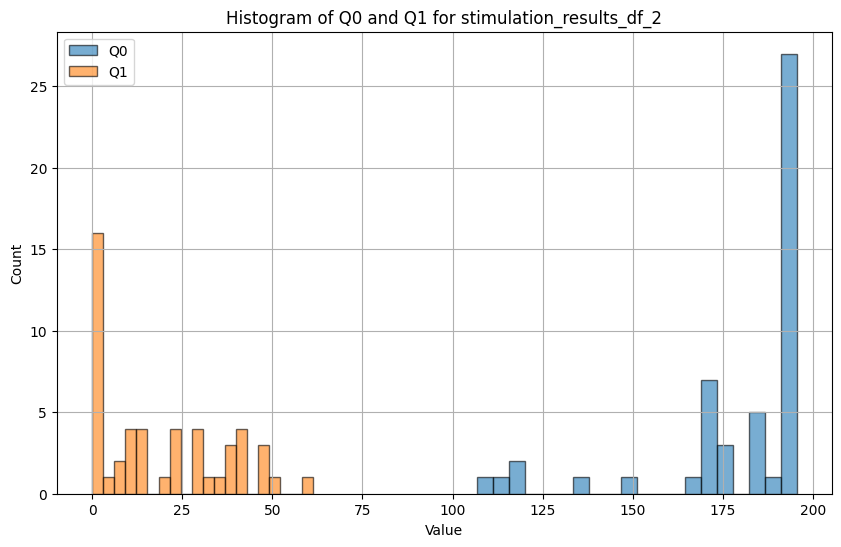 Histogram of Q0 and Q1 for stimulation_results_df_2
Q0
Q1
Count
25
20
15
10
5
0
0 25 50 75 100 125 150 175 200
Value